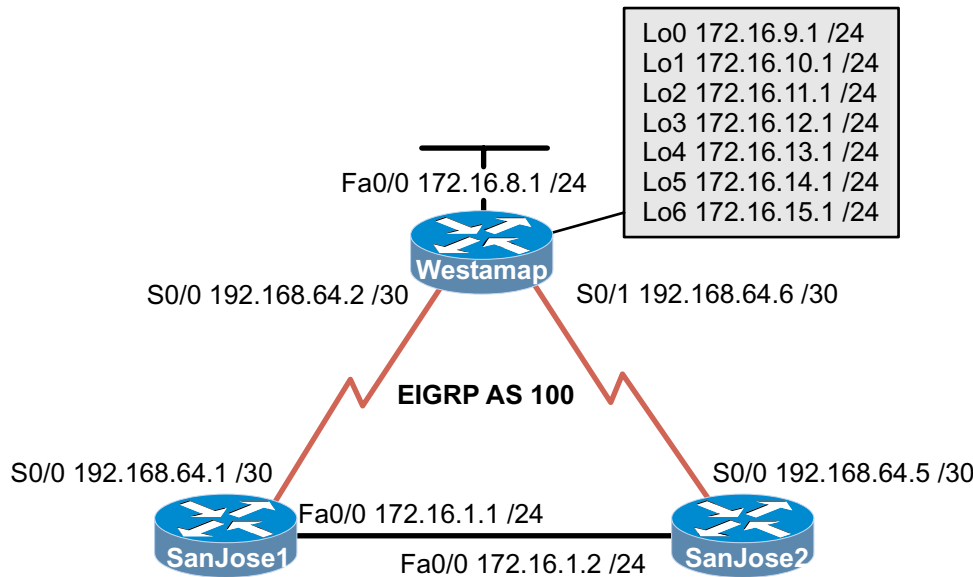 Lo0 172.16.9.1 /24
Lo1 172.16.10.1 /24
Lo2 172.16.11.1 /24
Lo3 172.16.12.1 /24
Lo4 172.16.13.1 /24
Lo5 172.16.14.1 /24
Lo6 172.16.15.1 /24
Fa0/0 172.16.8.1 /24
Westamap
S0/0 192.168.64.2 /30
S0/1 192.168.64.6 /30
EIGRP AS 100
S0/0 192.168.64.1 /30
S0/0 192.168.64.5 /30
Fa0/0 172.16.1.1 /24
SanJose1
SanJose2
Fa0/0 172.16.1.2 /24